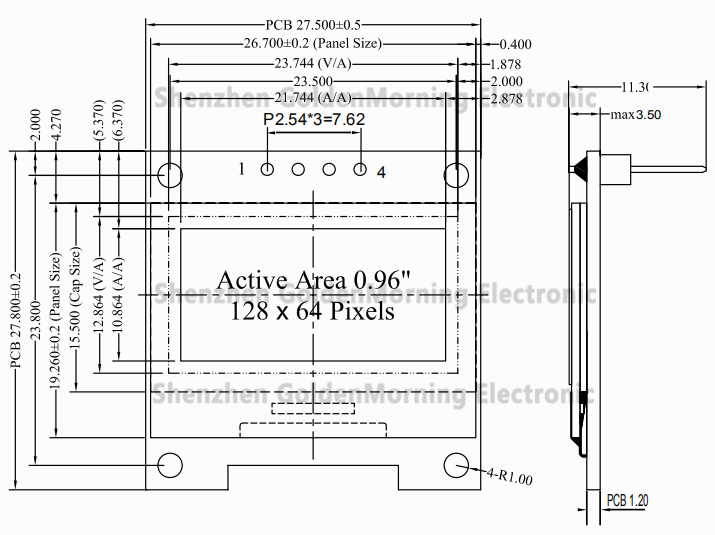 PCB 27.500±0.5
26.700±0.2 (Panel Size)
0.400
23.744 (V/A)
1.878
23.500
2.000
21.744 (A/A)
2.878
Shenzhen GoldenMorning Electronic
P2.54*3=7.62
11.30
max3.50
2.000
4.270
(5.370)
(6.370)
1
4
PCB 27.800±0.2
23.800
19.260±0.2 (Panel Size)
15.500 (Cap Size)
12.864 (V/A)
10.864 (A/A)
Active Area 0.96"
Shenzhen GoldenMorning Electronic
128 x 64 Pixels
Shenzhen GoldenMorning Electronic
4-R1.00
PCB 1.20